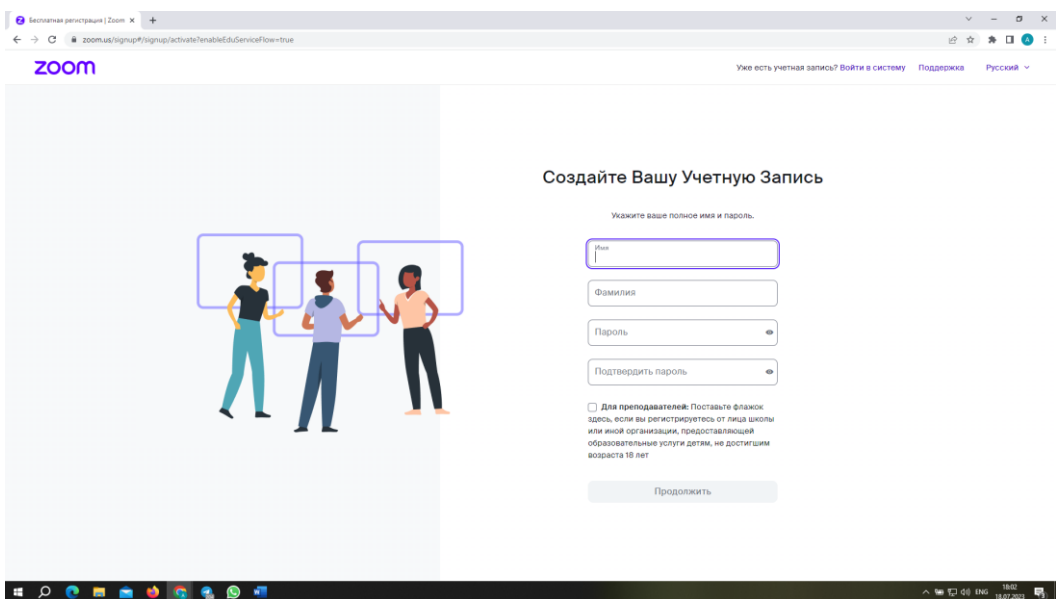 Бесплатная регистрация | Zoom
zoom.us/signup#/signup/activate?enableEduServiceFlow=true
A
zoom
Уже есть учетная запись? Войти в систему Поддержка Русский
Создайте Вашу Учетную Запись
Укажите ваше полное имя и пароль.
Имя
Фамилия
Пароль
Подтвердить пароль
Для преподавателей: Поставьте флажок
здесь, если вы регистрируетесь от лица школы
или иной организации, предоставляющей
образовательные услуги детям, не достигшим
возраста 18 лет
Продолжить
ENG
18:02
18.07.2023